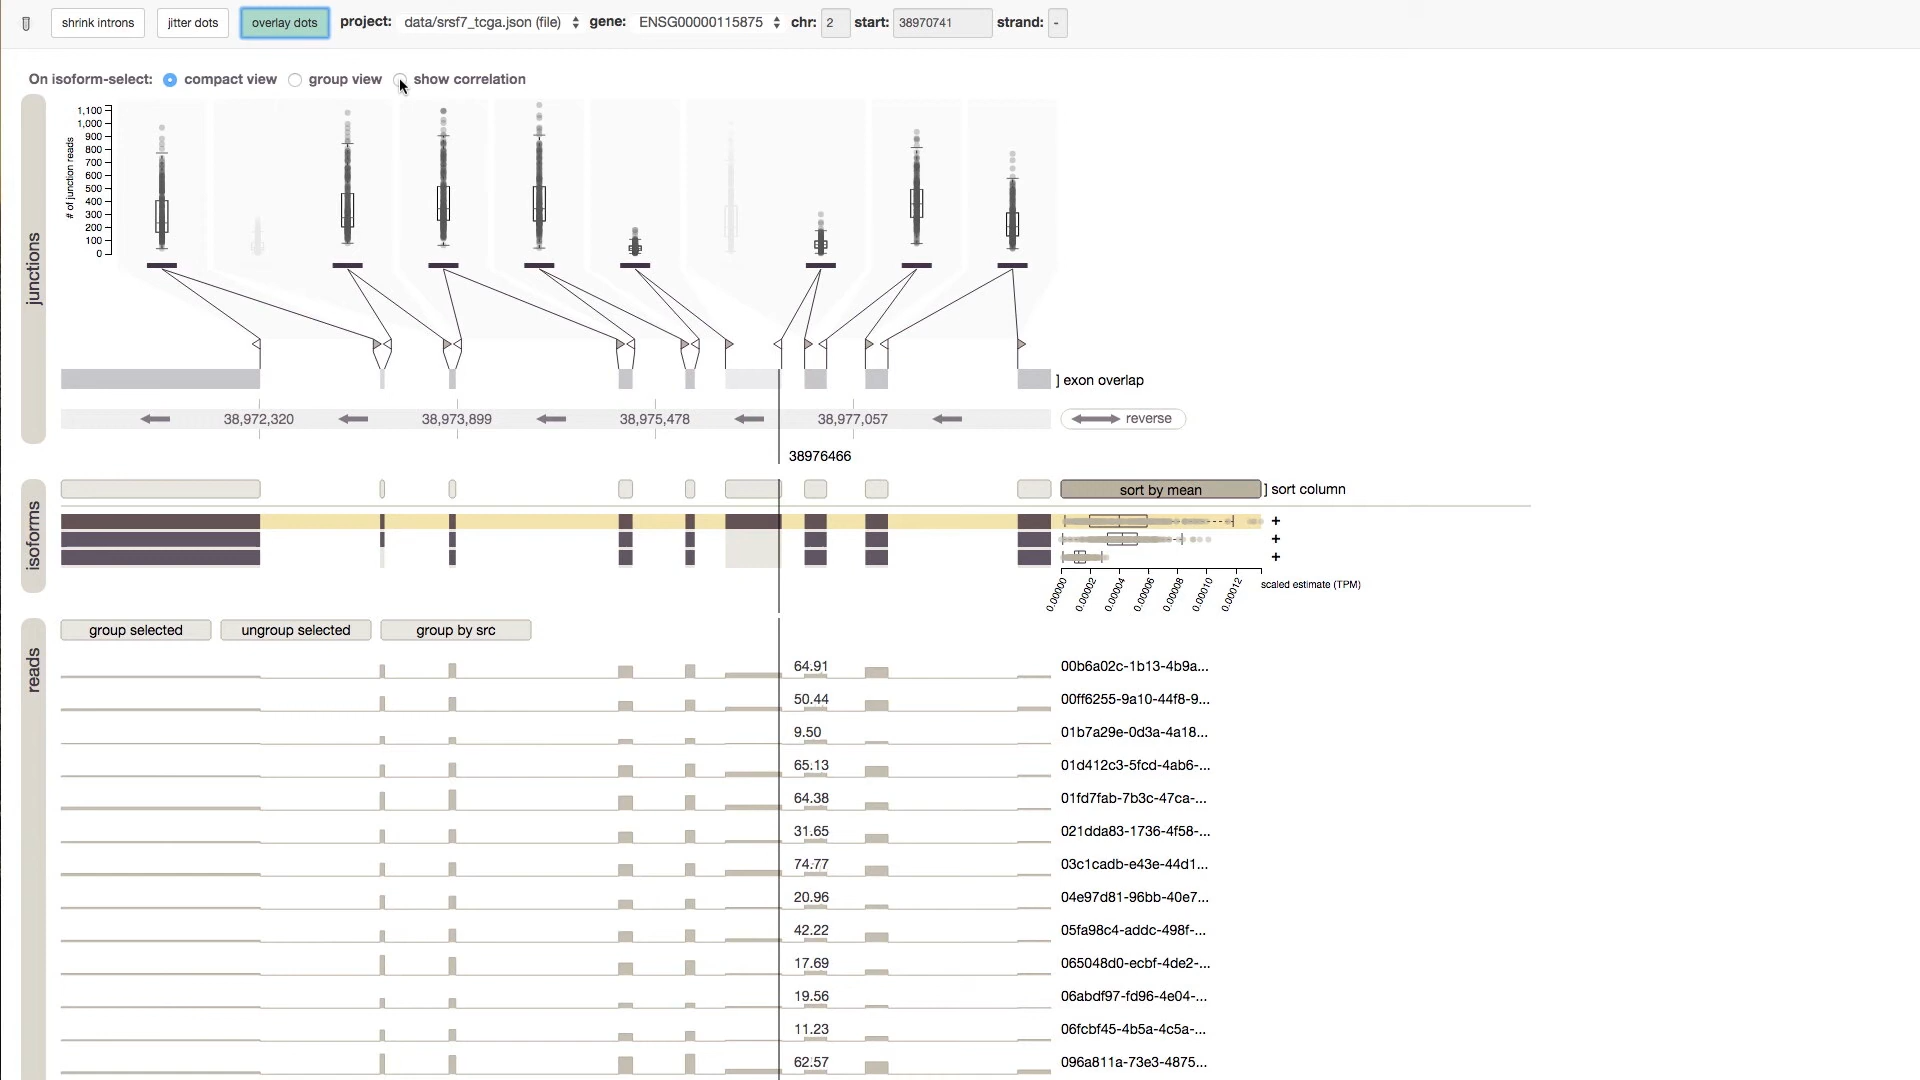 shrink introns jitter dots overlay dots project: data/srsf7_tcga.json (file) gene: ENSG00000115875 chr: 2 start: 38970741 strand: -
On isoform-select: compact view group view show correlation
junctions
# of junction reads
1,100
1,000
900
800
700
600
500
400
300
200
100
0
] exon overlap
38,972,320 38,973,899 38,975,478 38,977,057 reverse
38976466
isoforms
sort by mean ] sort column
+
+
+
0.00000 0.00002 0.00004 0.00006 0.00008 0.00010 0.00012 scaled estimate (TPM)
reads
group selected ungroup selected group by src
64.91 00b6a02c-1b13-4b9a...
50.44 00ff6255-9a10-44f8-9...
9.50 01b7a29e-0d3a-4a18...
65.13 01d412c3-5fcd-4ab6-...
64.38 01fd7fab-7b3c-47ca-...
31.65 021dda83-1736-4f58-...
74.77 03c1cadb-e43e-44d1...
20.96 04e97d81-96bb-40e7...
42.22 05fa98c4-addc-498f-...
17.69 065048d0-ecbf-4de2-...
19.56 06abdf97-fd96-4e04-...
11.23 06fcbf45-4b5a-4c5a-...
62.57 096a811a-73e3-4875...